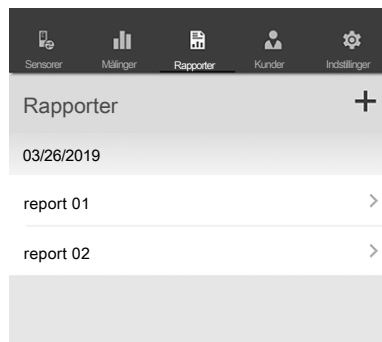 Sensorer Målinger Rapporter Kunder Indstillinger
Rapporter
03/26/2019
report 01
report 02